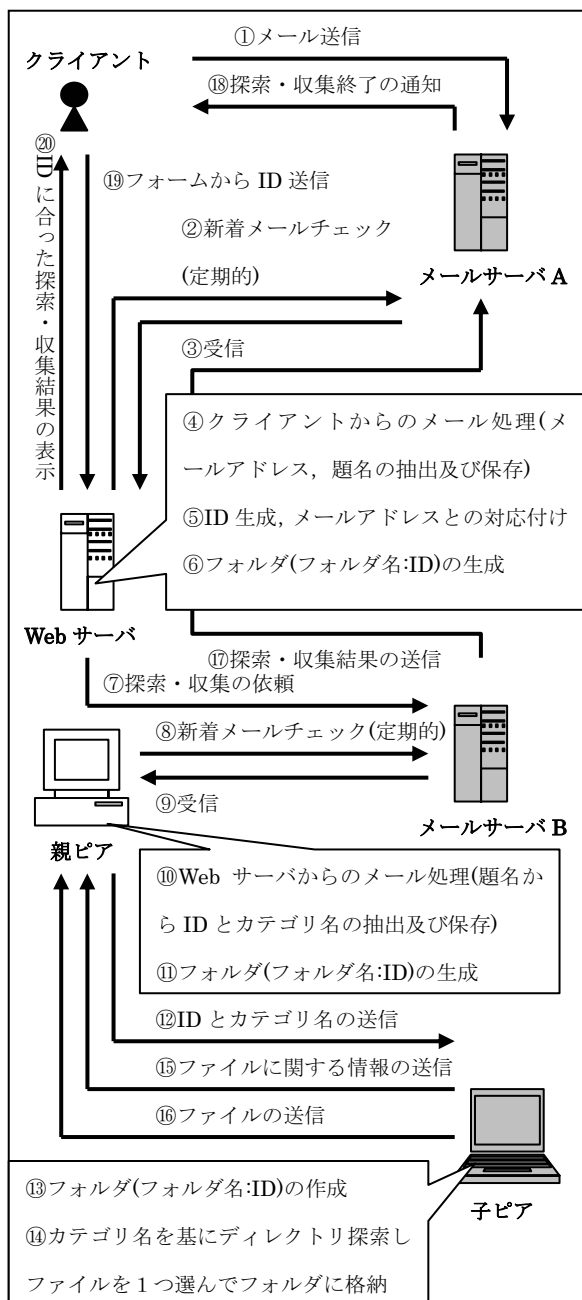 ①メール送信
クライアント
⑱探索・収集終了の通知
⑳IDに合った探索・収集結果の表示
⑲フォームから ID 送信
②新着メールチェック
(定期的)
メールサーバ A
③受信
④クライアントからのメール処理(メ
ールアドレス，題名の抽出及び保存)
⑤ID 生成，メールアドレスとの対応付け
⑥フォルダ(フォルダ名:ID)の生成
Web サーバ
⑰探索・収集結果の送信
⑦探索・収集の依頼
⑧新着メールチェック(定期的)
⑨受信
メールサーバ B
親ピア
⑩Web サーバからのメール処理(題名か
ら ID とカテゴリ名の抽出及び保存)
⑪フォルダ(フォルダ名:ID)の生成
⑫ID とカテゴリ名の送信
⑮ファイルに関する情報の送信
⑯ファイルの送信
⑬フォルダ(フォルダ名:ID)の作成
子ピア
⑭カテゴリ名を基にディレクトリ探索し
ファイルを１つ選んでフォルダに格納